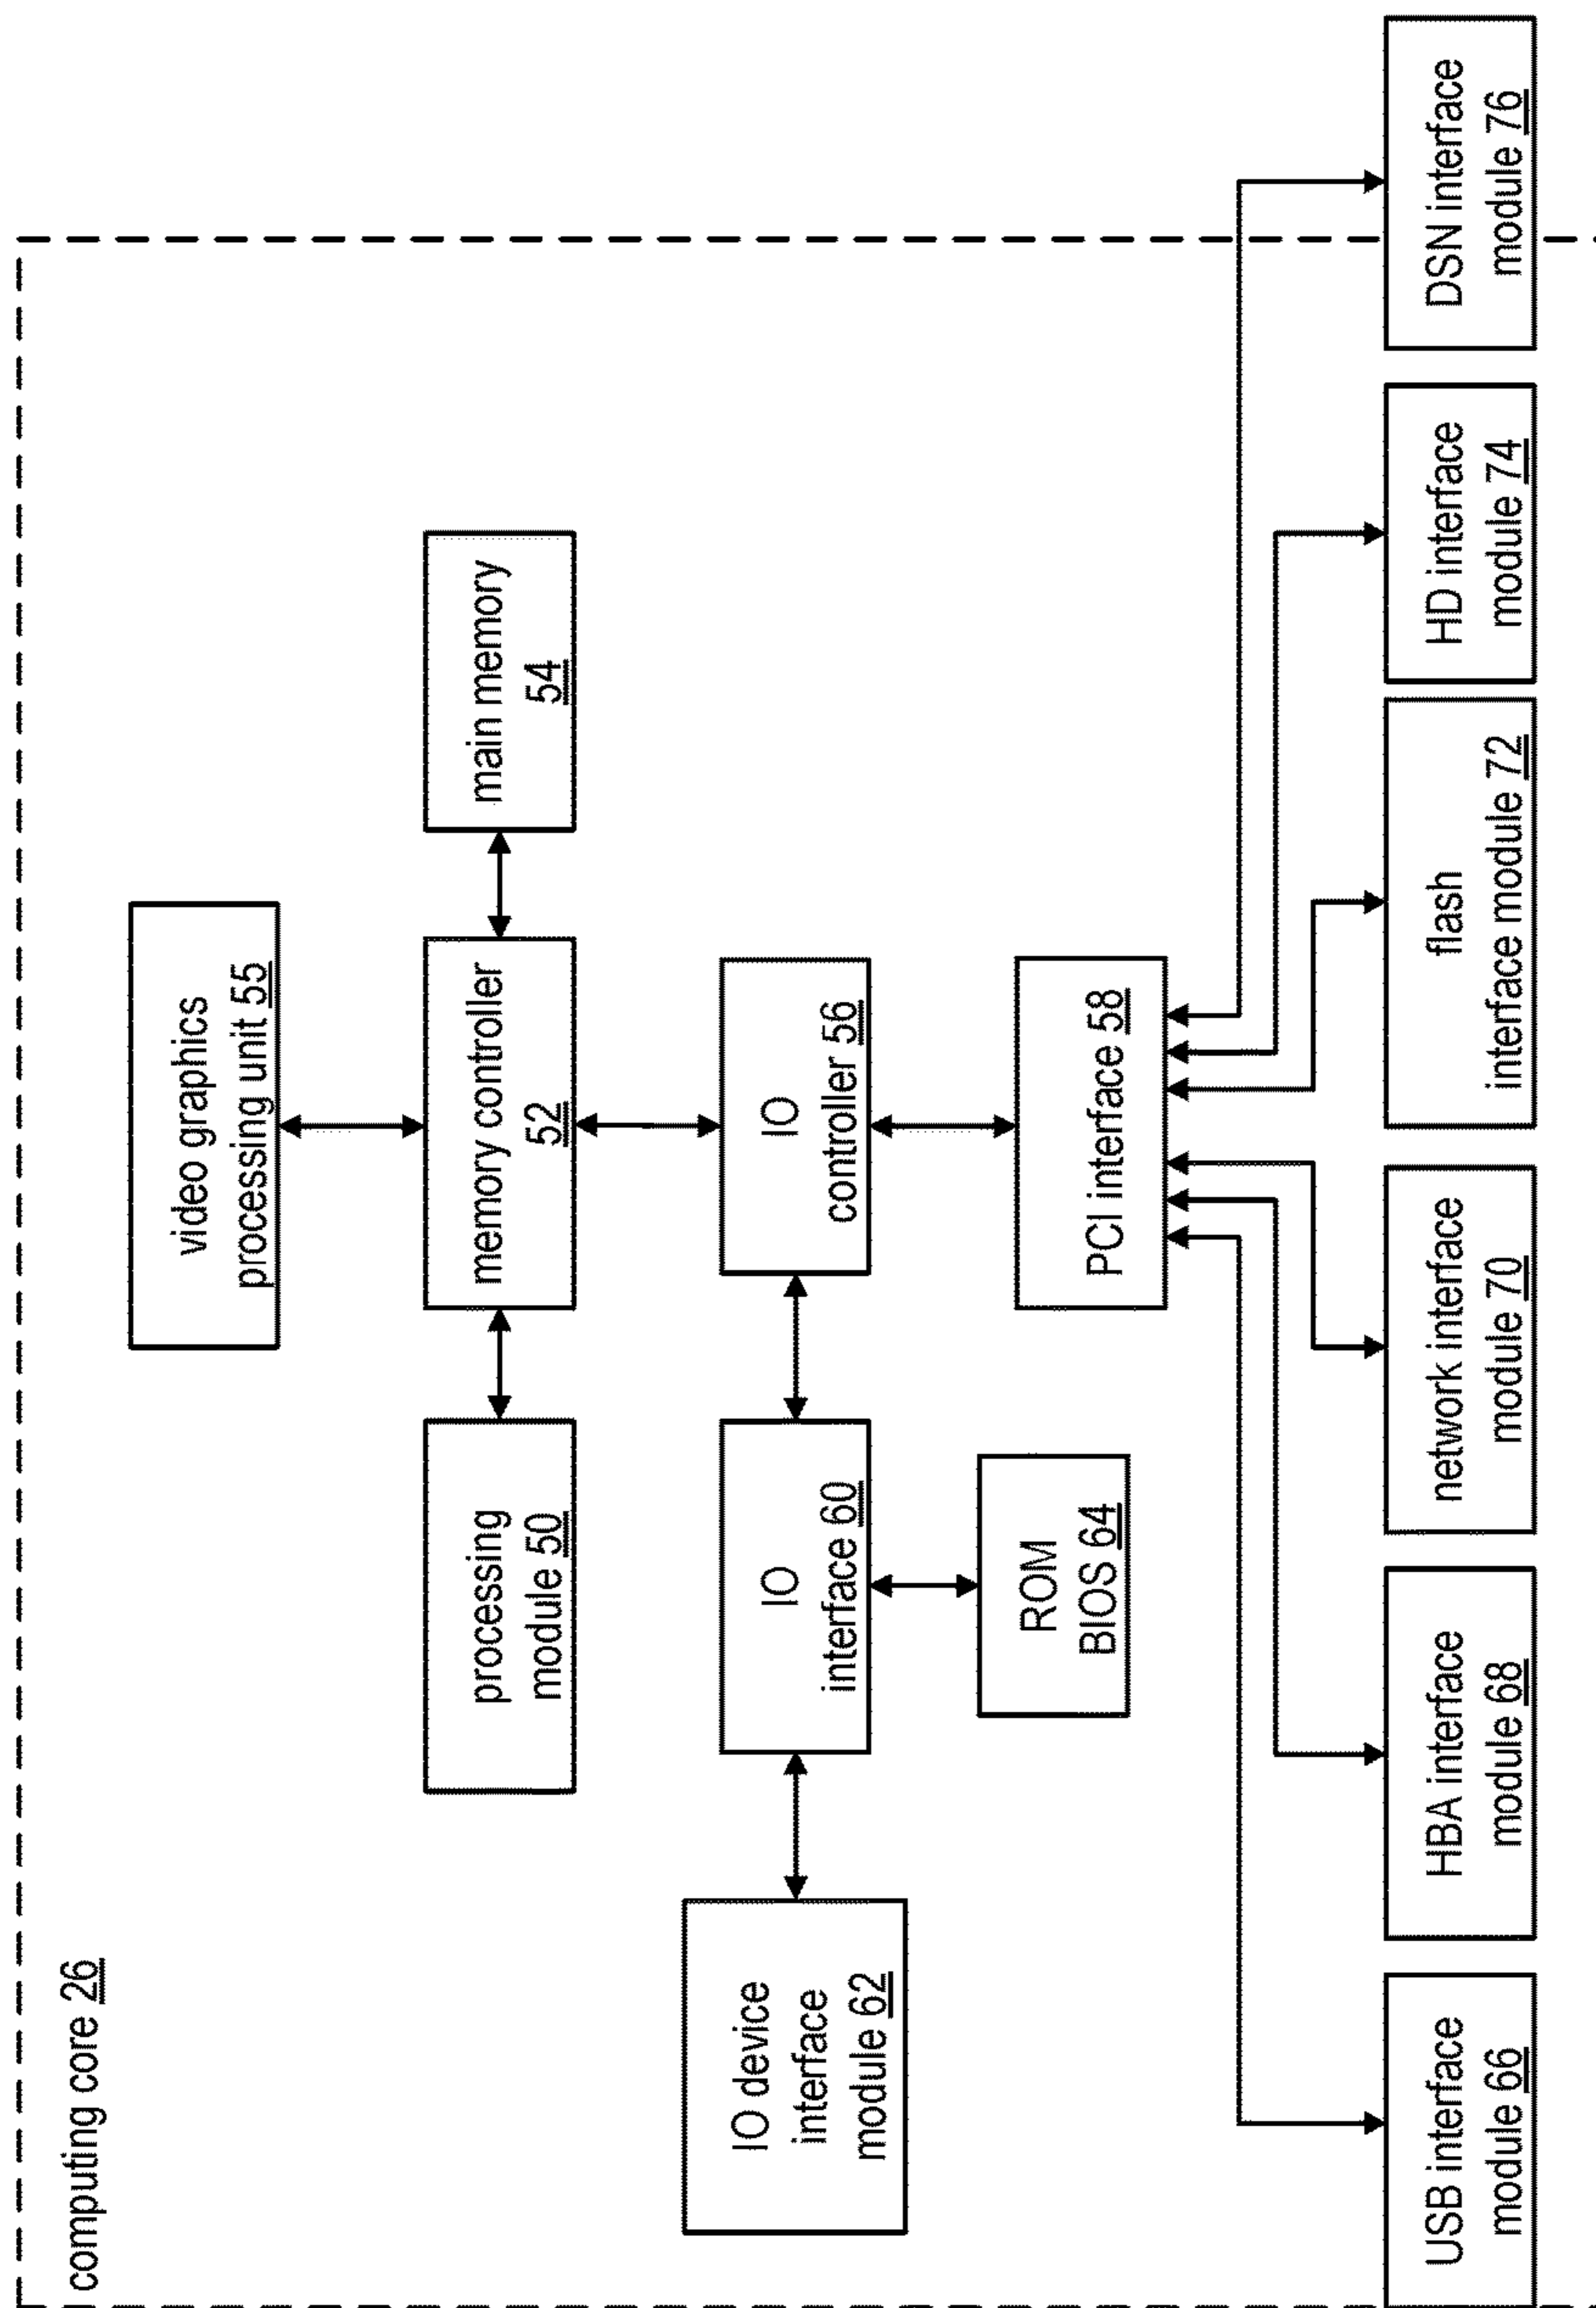 computing core 26
video graphics
processing unit 55
processing
module 50
memory controller
52
main memory
54
IO device
interface
module 62
IO
interface 60
IO
controller 56
ROM
BIOS 64
PCI interface 58
USB interface
module 66
HBA interface
module 68
network interface
module 70
flash
interface module 72
HD interface
module 74
DSN interface
module 76